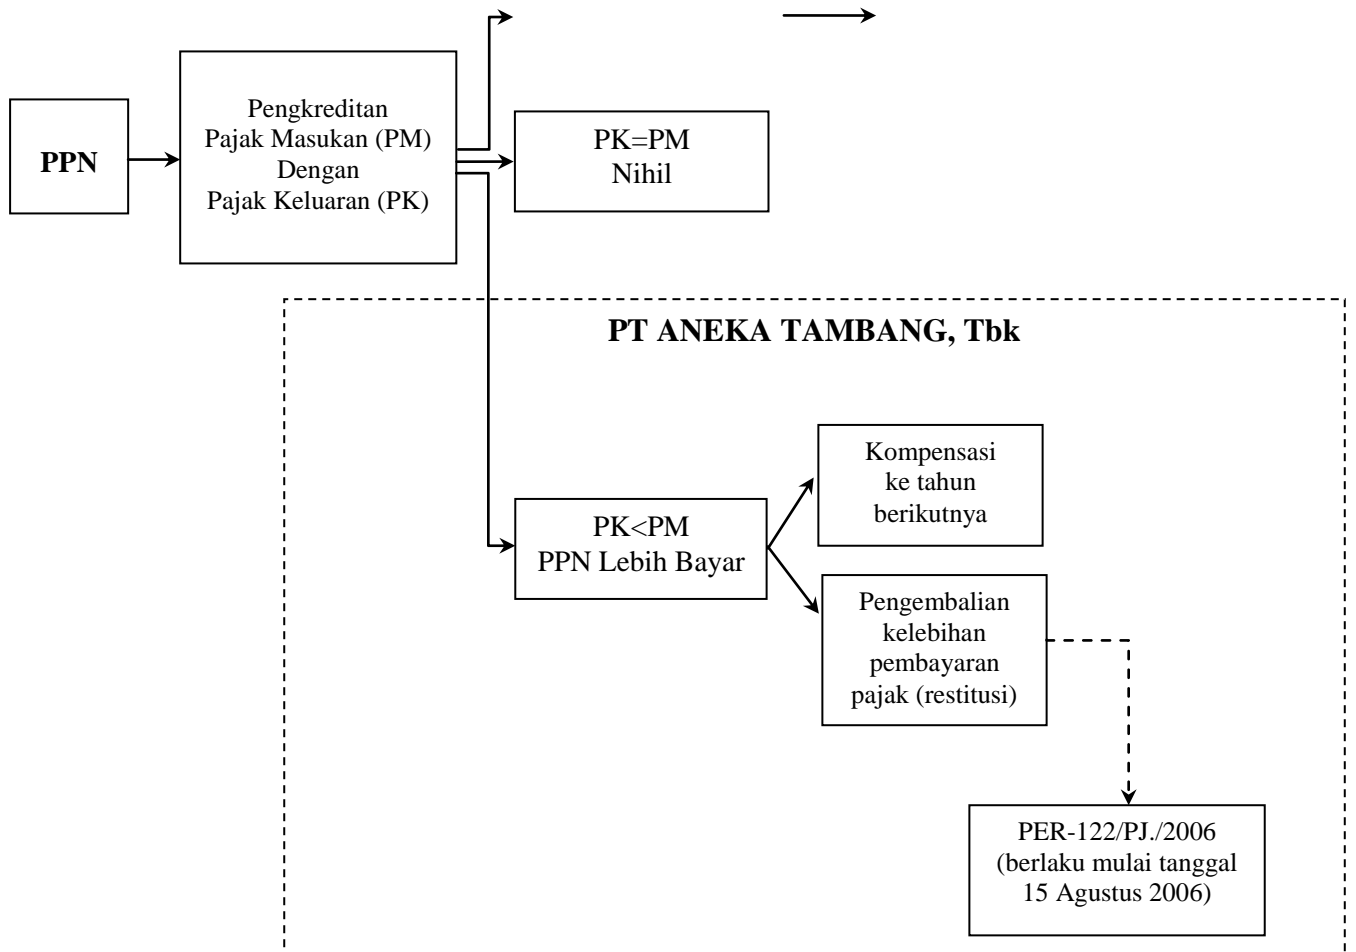 PPN
Pengkreditan
Pajak Masukan (PM)
Dengan
Pajak Keluaran (PK)
PK=PM
Nihil
PT ANEKA TAMBANG, Tbk
PK<PM
PPN Lebih Bayar
Kompensasi
ke tahun
berikutnya
Pengembalian
kelebihan
pembayaran
pajak (restitusi)
PER-122/PJ./2006
(berlaku mulai tanggal
15 Agustus 2006)